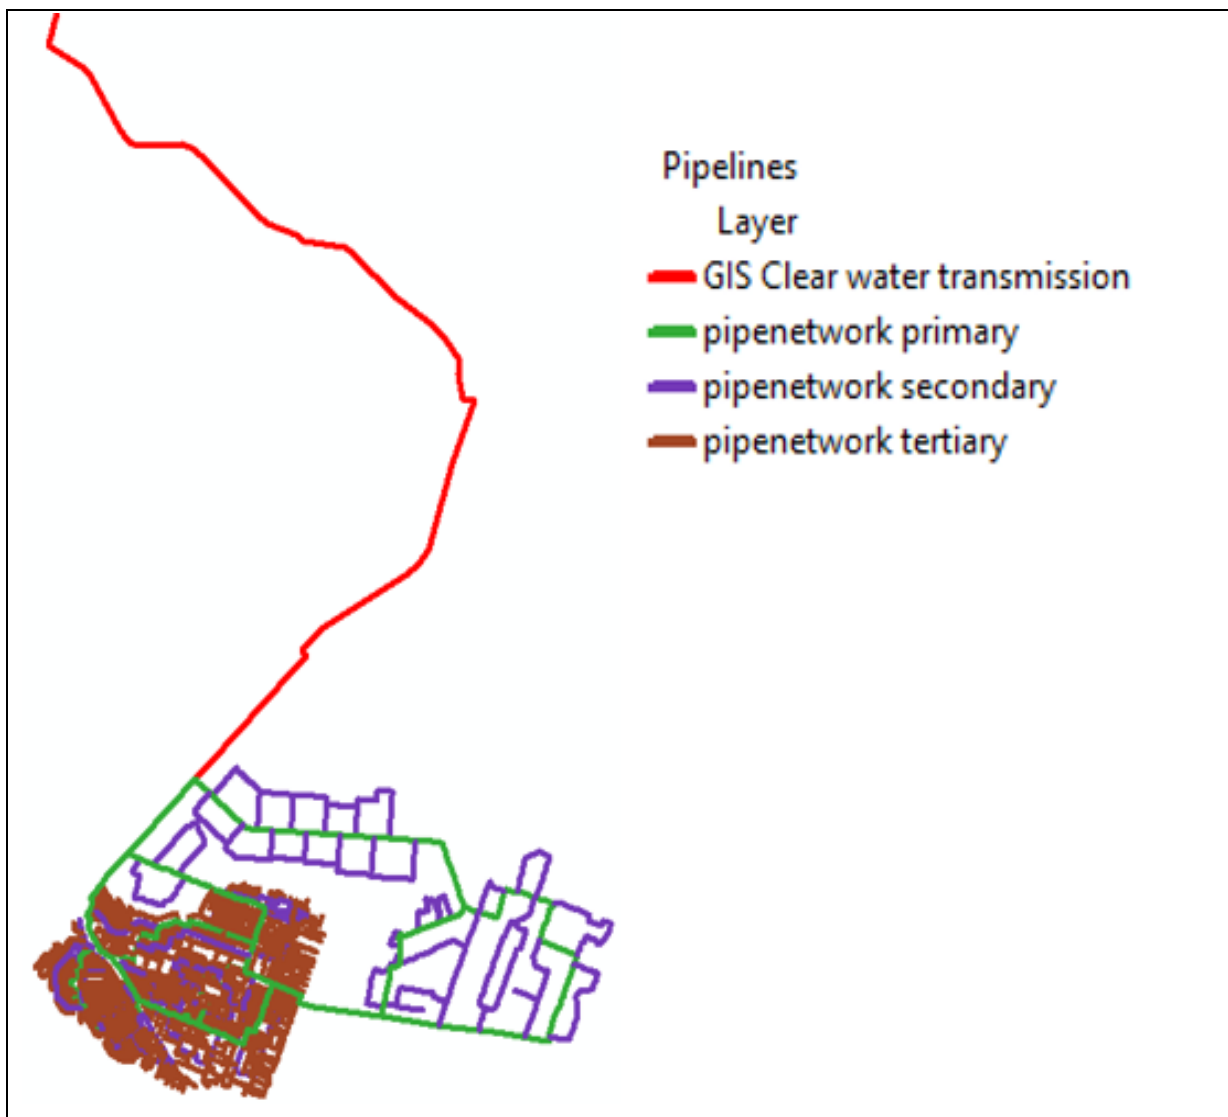 Pipelines
Layer
GIS Clear water transmission
pipenetwork primary
pipenetwork secondary
pipenetwork tertiary